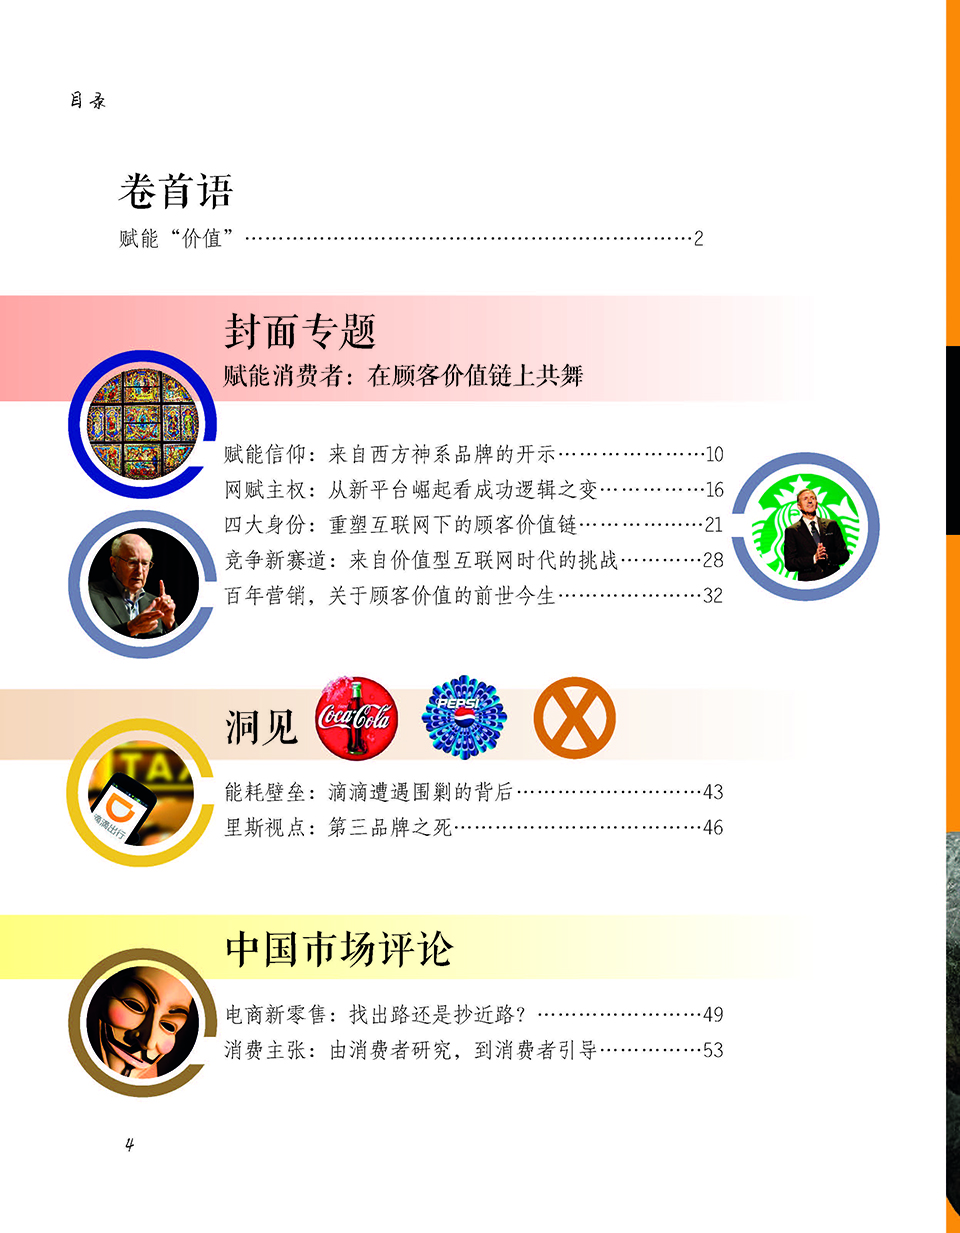 目录
卷首语
赋能“价值”…………………………………………………………2
封面专题
赋能消费者：在顾客价值链上共舞
赋能信仰：来自西方神系品牌的开示…………………10
网赋主权：从新平台崛起看成功逻辑之变……………16
四大身份：重塑互联网下的顾客价值链………………21
竞争新赛道：来自价值型互联网时代的挑战…………28
百年营销，关于顾客价值的前世今生…………………32
洞见
Coca-Cola
PEPSI
TAX
滴滴出行
能耗壁垒：滴滴遭遇围剿的背后………………………43
里斯视点：第三品牌之死………………………………46
中国市场评论
电商新零售：找出路还是抄近路？……………………49
消费主张：由消费者研究，到消费者引导……………53
4